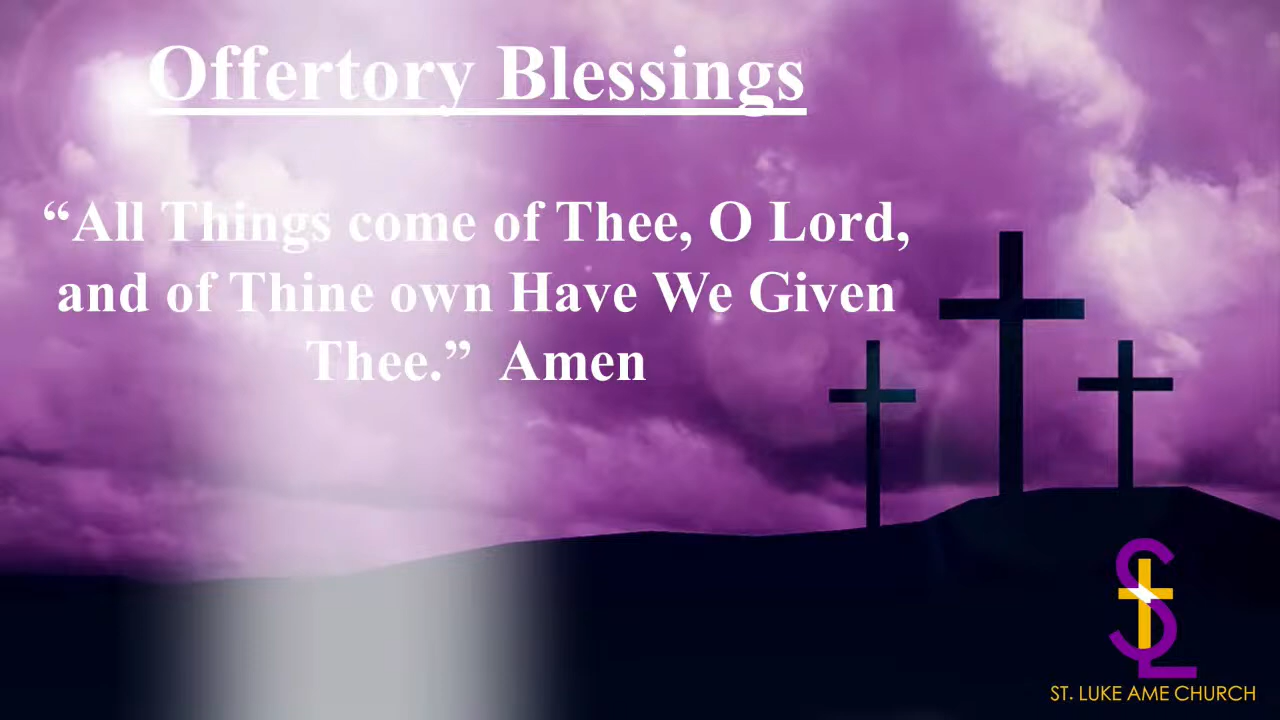 Offertory Blessings
“All Things come of Thee, O Lord,
and of Thine own Have We Given
Thee.”  Amen
SL
ST. LUKE AME CHURCH